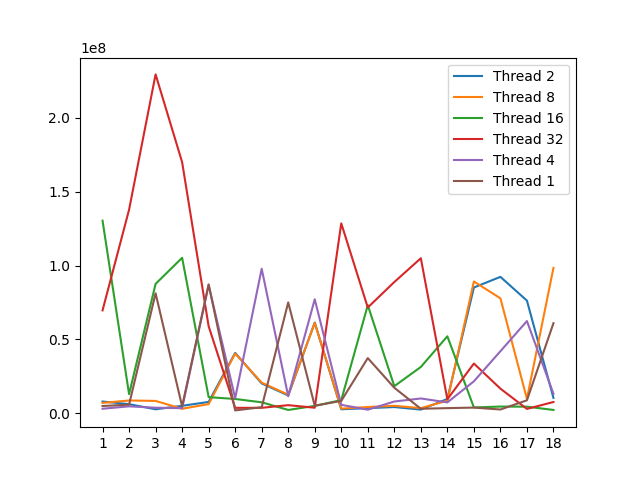 1e8
2.0
1.5
1.0
0.5
0.0
Thread 2
Thread 8
Thread 16
Thread 32
Thread 4
Thread 1
1 2 3 4 5 6 7 8 9 10 11 12 13 14 15 16 17 18